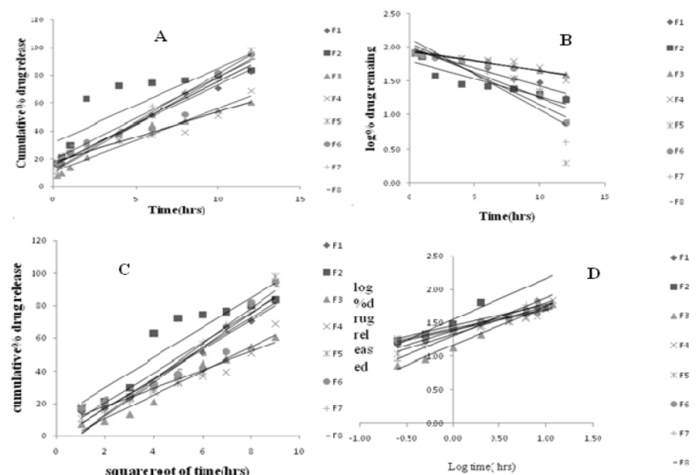 A
Cumulative % drug release
120
100
80
60
40
20
0
0 5 10 15
Time(hrs)
F1
F2
F3
F4
F5
F6
F7
F8
B
log% drug remaining
2.50
2.00
1.50
1.00
0.50
0.00
0 5 10 15
Time(hrs)
F1
F2
F3
F4
F5
F6
F7
F8
C
cumulative% drug release
120
100
80
60
40
20
0
0 2 4 6 8 10
squareroot of time(hrs)
F1
F2
F3
F4
F5
F6
F7
F8
D
log
%d
rug
rel
eas
ed
2.50
2.00
1.50
1.00
0.50
0.00
-1.00 0.00 0.50 1.00 1.50
Log time( hrs)
F1
F2
F3
F4
F5
F6
F7
F8